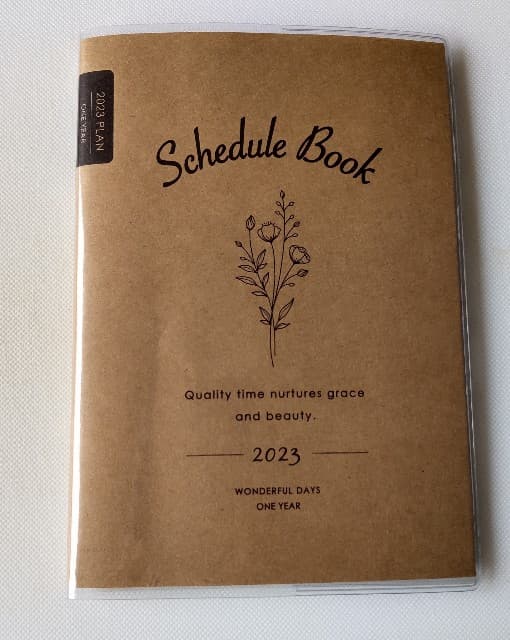 2023 PLAN
ONE YEAR
Schedule Book
Quality time nurtures grace
and beauty.
2023
WONDERFUL DAYS
ONE YEAR